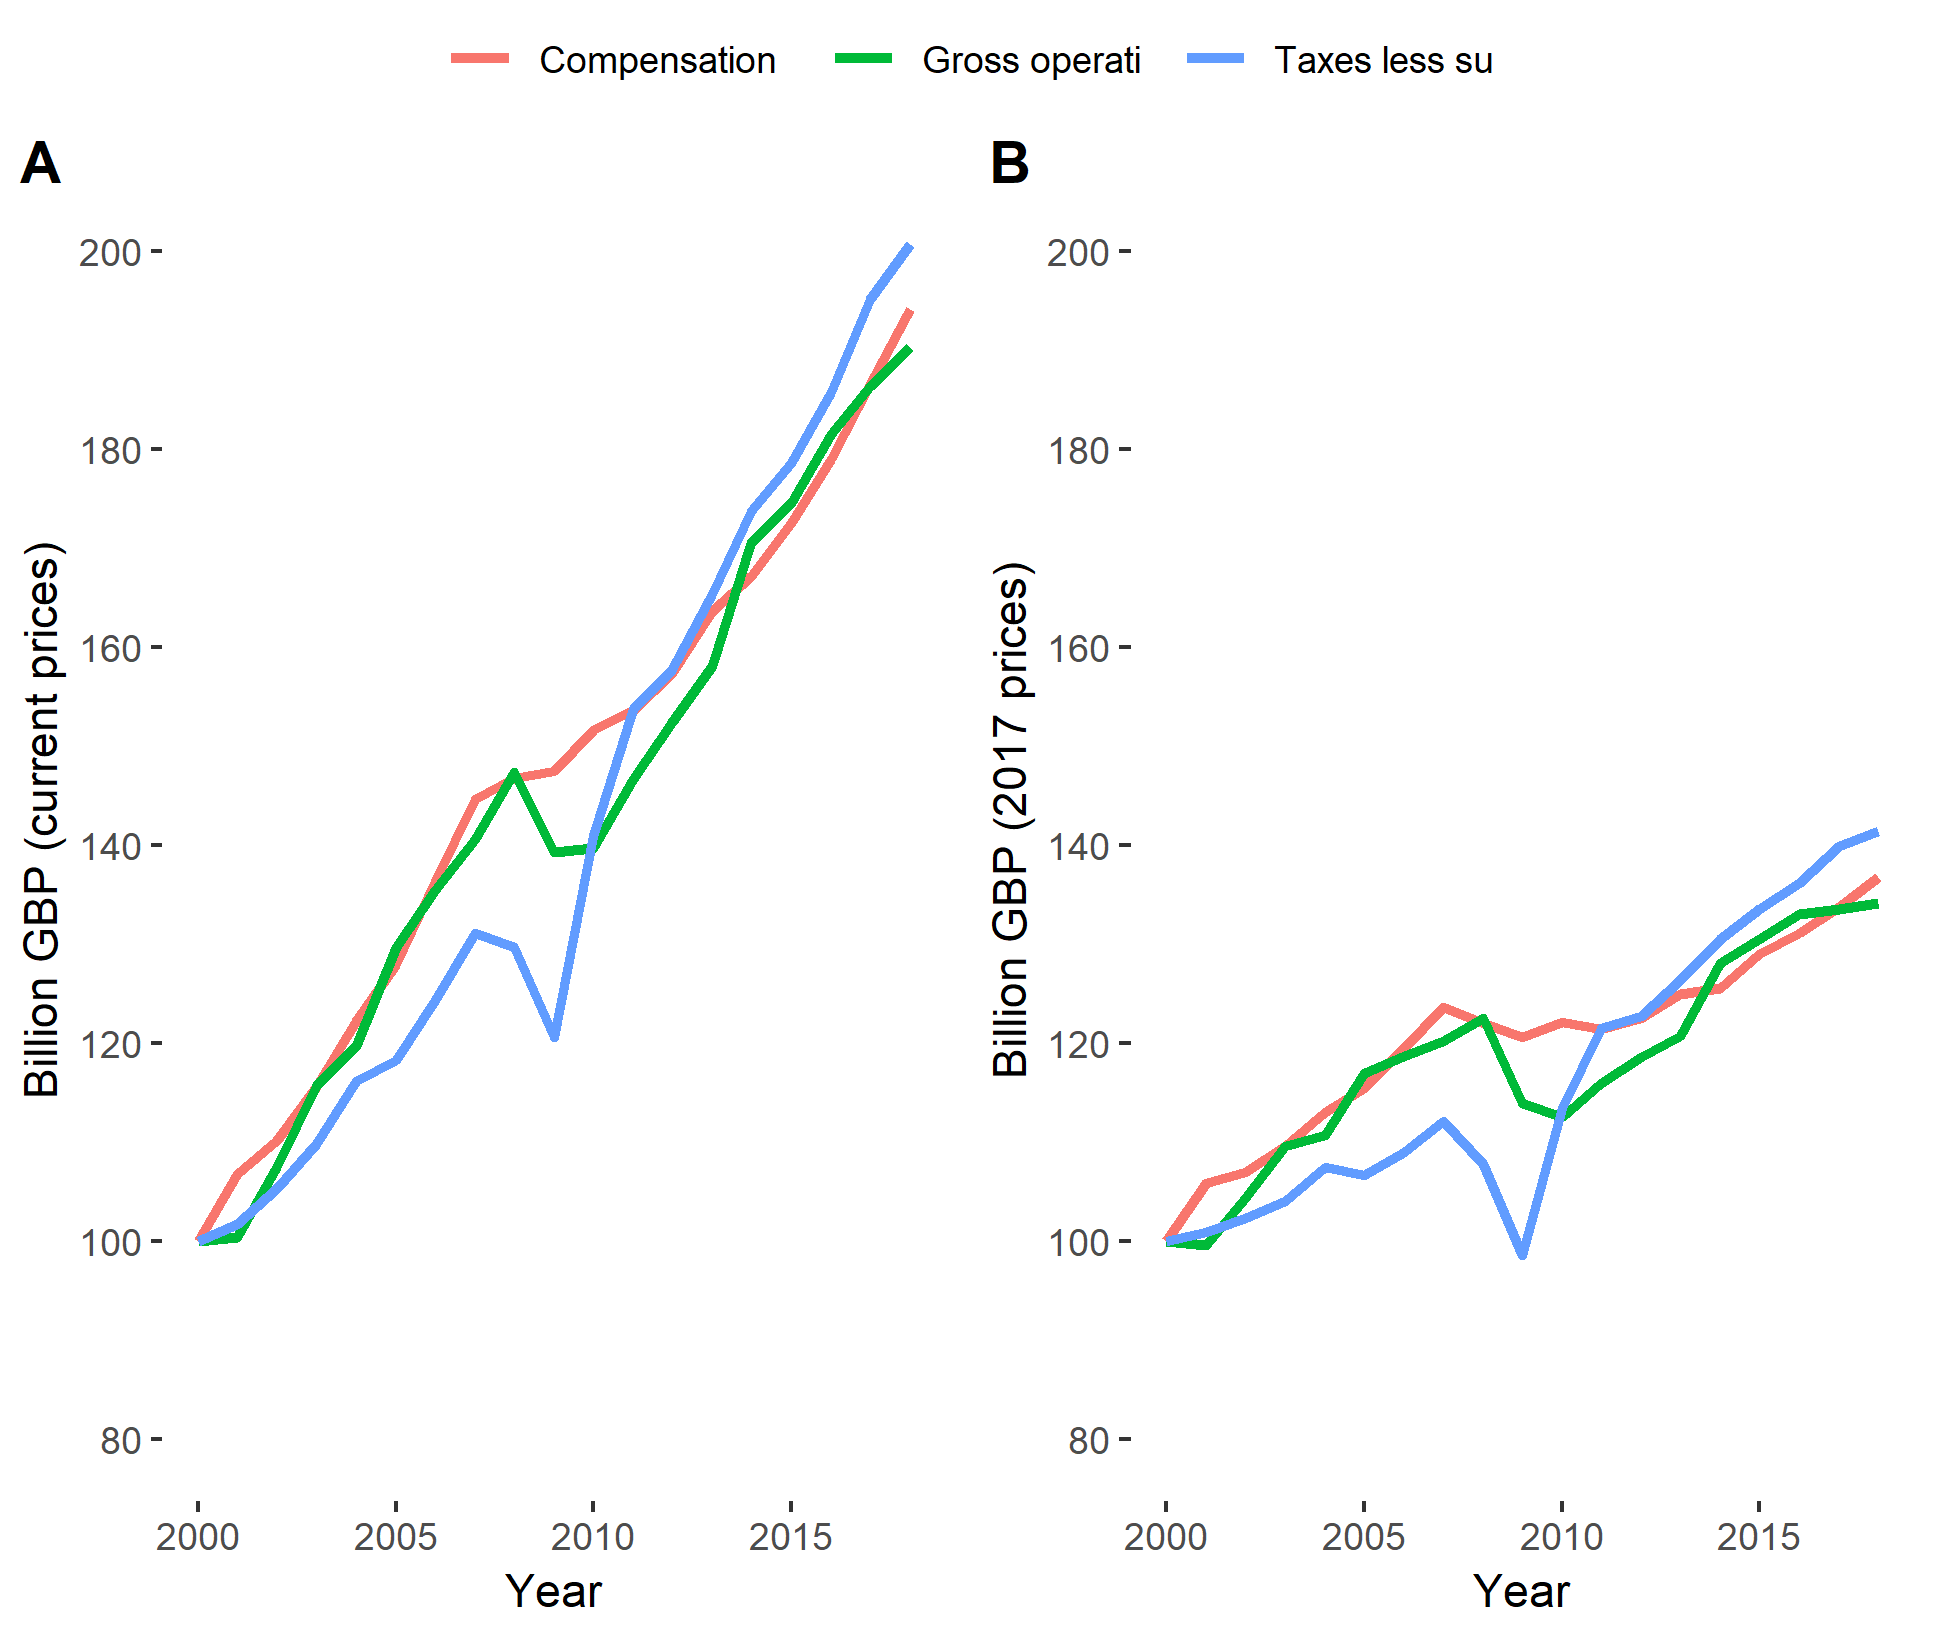 Compensation Gross operati Taxes less su
A
Billion GBP (current prices)
200
180
160
140
120
100
80
2000 2005 2010 2015
Year
B
Billion GBP (2017 prices)
200
180
160
140
120
100
80
2000 2005 2010 2015
Year